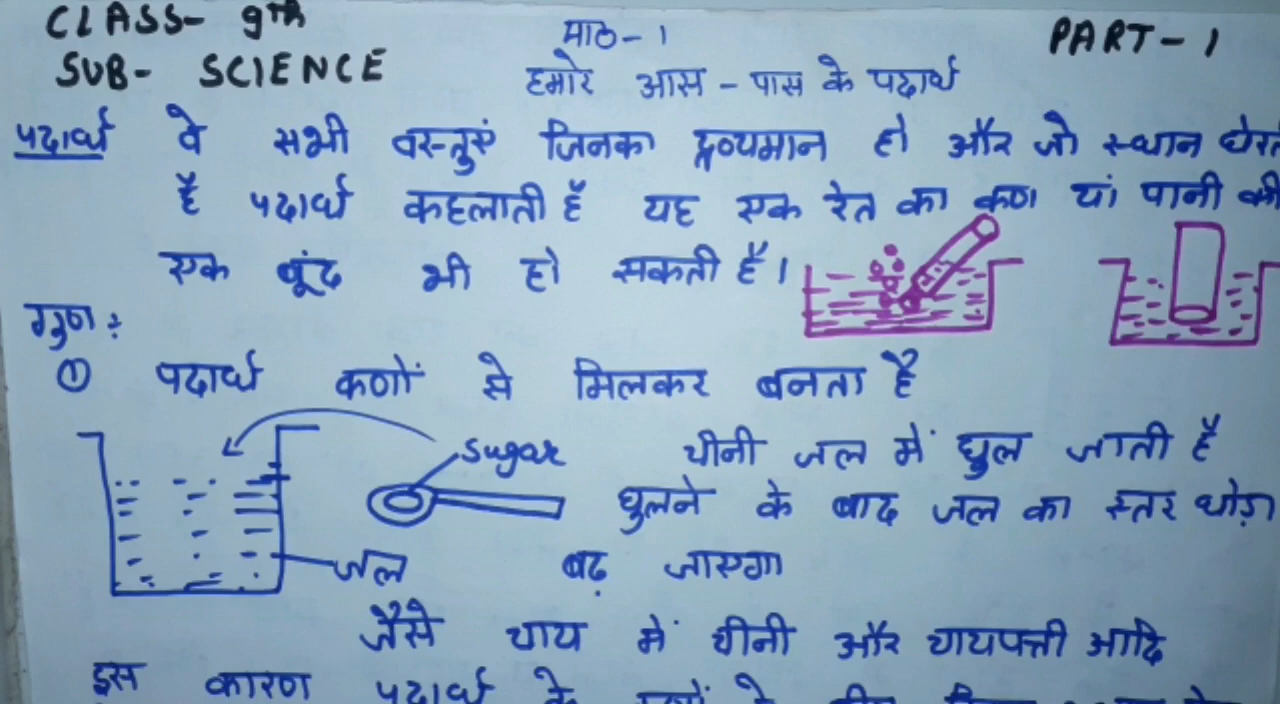 CLASS- 9th
SUB- SCIENCE
पाठ-1
हमारे आस-पास के पदार्थ
PART-1
पदार्थ वे सभी वस्तुएं जिनका द्रव्यमान हो और जो स्थान घेरते
है पदार्थ कहलाती हैं यह एक रेत का कण यां पानी की
एक बूंद भी हो सकती है।
गुण:
① पदार्थ कणों से मिलकर बनता है
sugar
चीनी जल में घुल जाती है
घुलने के बाद जल का स्तर थोड़ा
जल
बढ़ जाएगा
जैसे चाय में चीनी और चायपत्ती आदि
इस कारण पदार्थ के